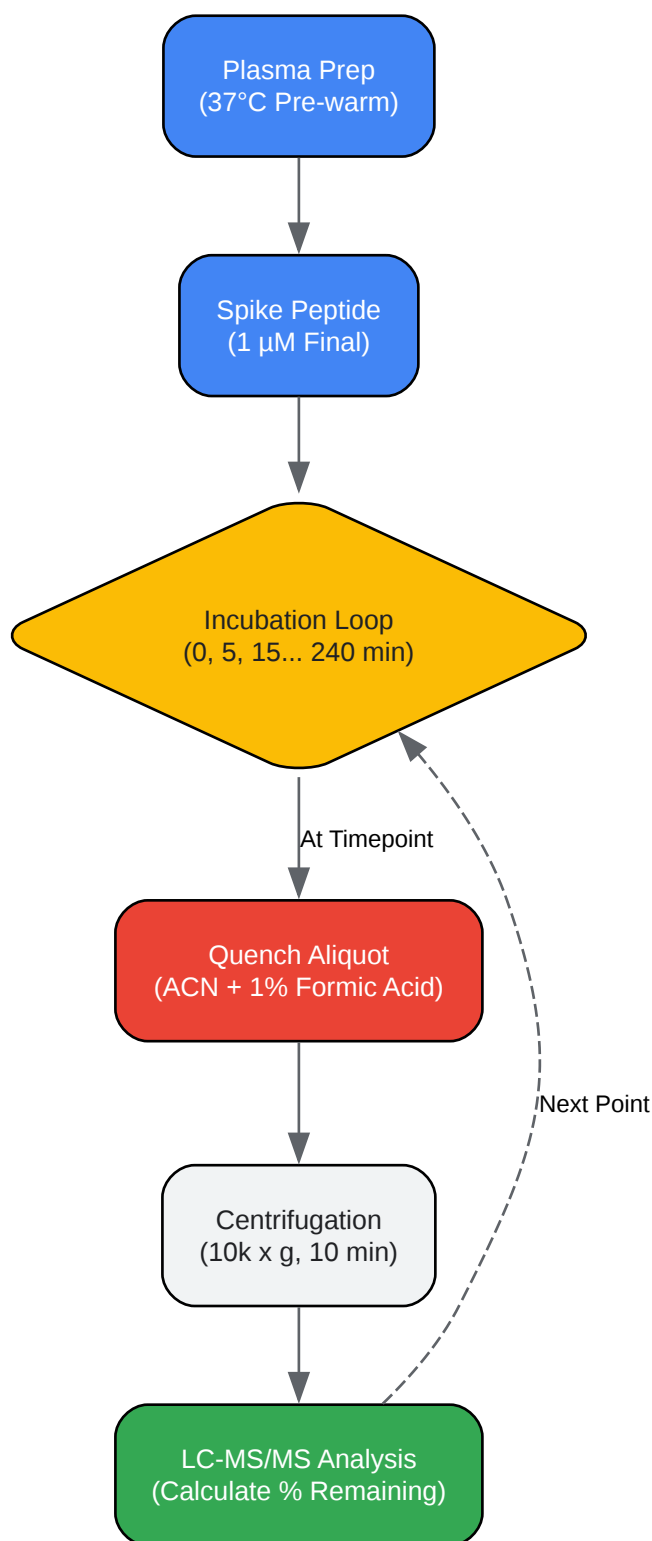 Plasma Prep
(37°C Pre-warm)
Spike Peptide
(1 µM Final)
Incubation Loop
(0, 5, 15... 240 min)
At Timepoint
Quench Aliquot
(ACN + 1% Formic Acid)
Next Point
Centrifugation
(10k x g, 10 min)
LC-MS/MS Analysis
(Calculate % Remaining)